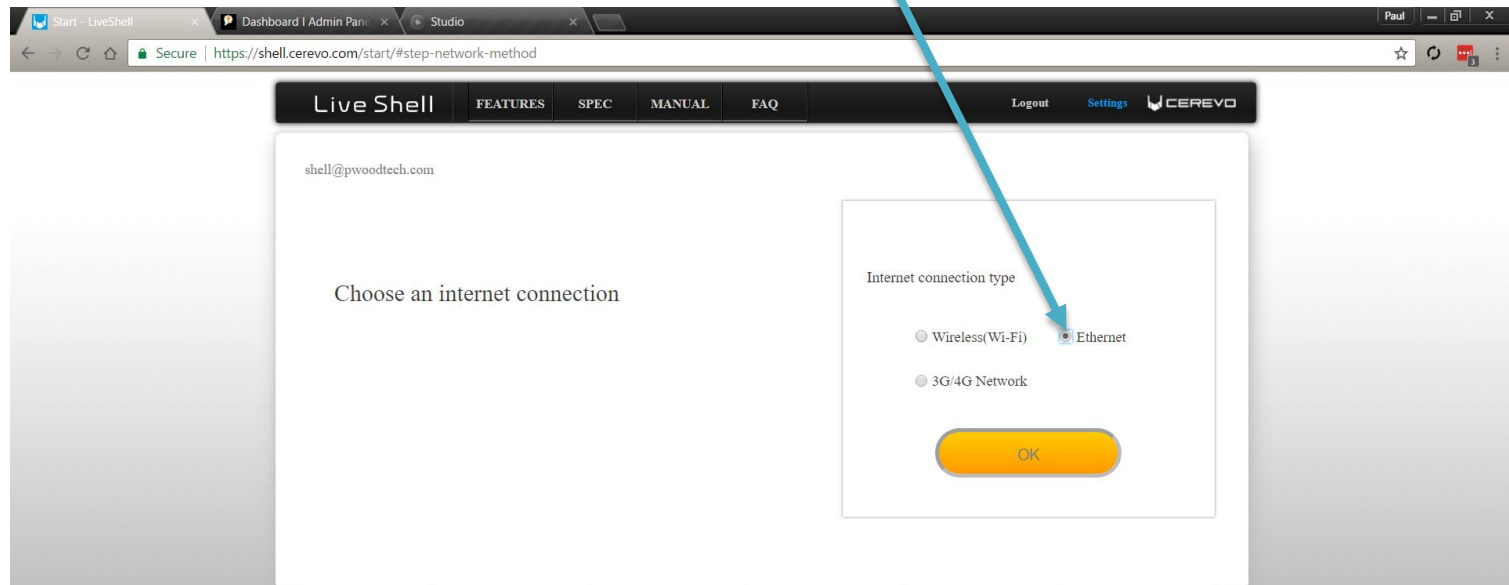 Start - LiveShell
Dashboard I Admin Pane
Studio
Paul
Secure https://shell.cerevo.com/start/#step-network-method
3
Live Shell FEATURES SPEC MANUAL FAQ Logout Settings CEREVO
shell@pwoodtech.com
Choose an internet connection
Internet connection type
Wireless(Wi-Fi) Ethernet
3G/4G Network
OK